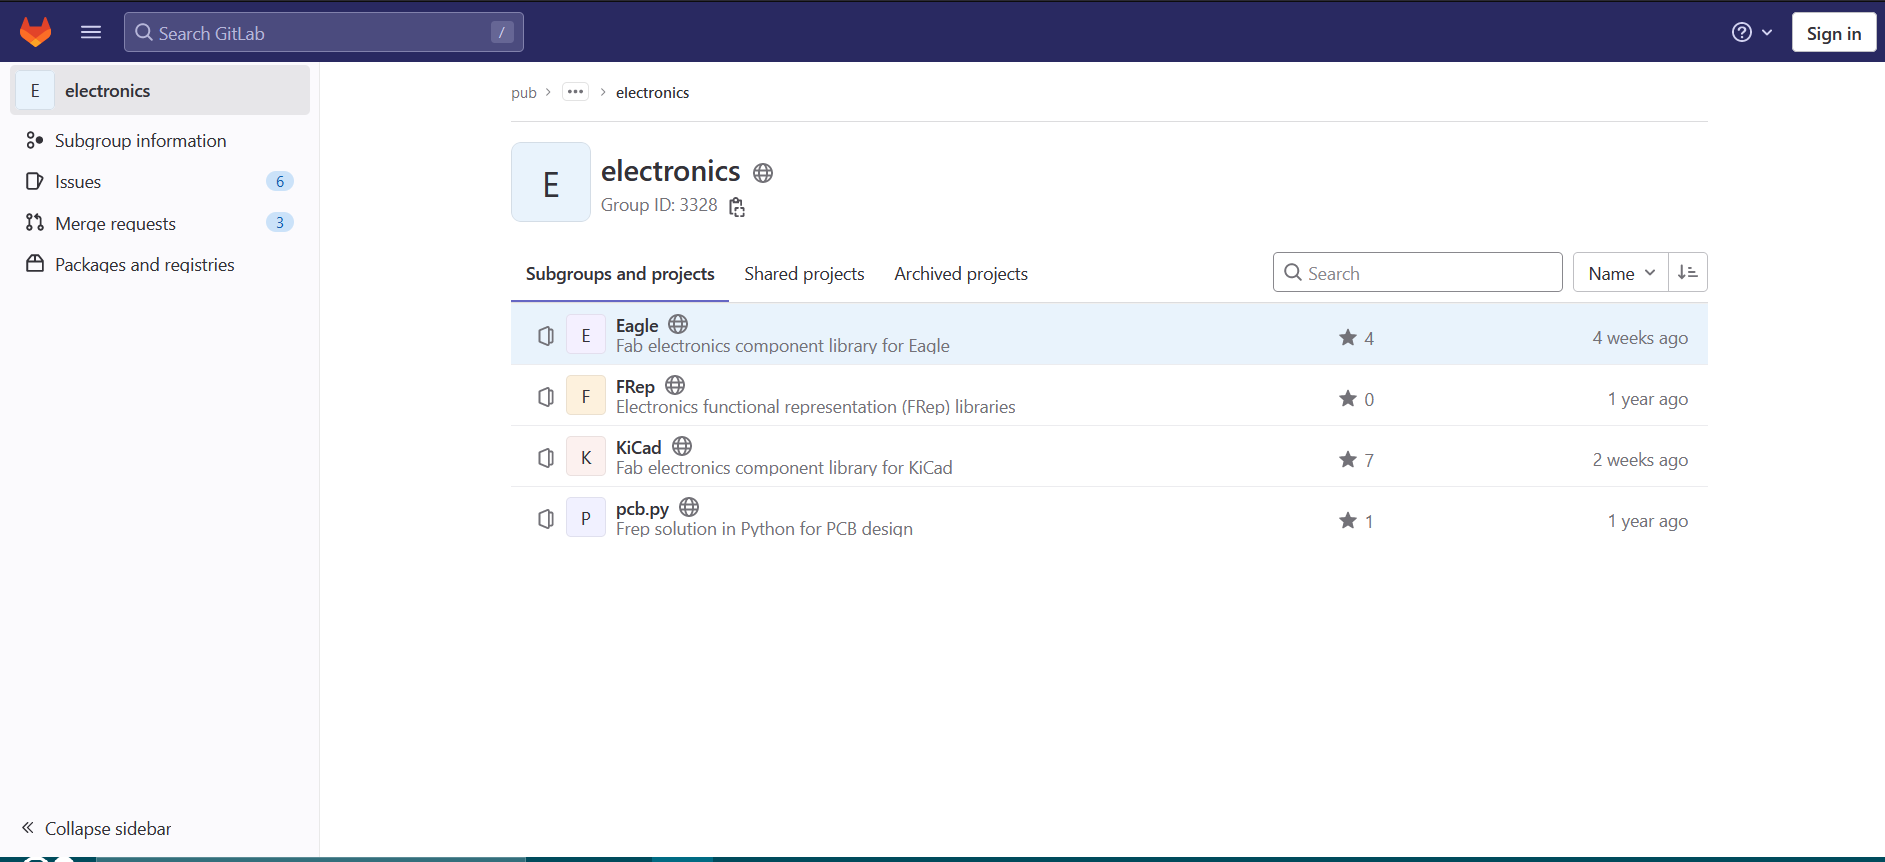 Search GitLab /
Sign in
E electronics
Subgroup information
Issues 6
Merge requests 3
Packages and registries
Collapse sidebar
pub › ••• › electronics
E
electronics
Group ID: 3328
Subgroups and projects Shared projects Archived projects Search Name
E Eagle 4 4 weeks ago
Fab electronics component library for Eagle
F FRep 0 1 year ago
Electronics functional representation (FRep) libraries
K KiCad 7 2 weeks ago
Fab electronics component library for KiCad
P pcb.py 1 1 year ago
Frep solution in Python for PCB design